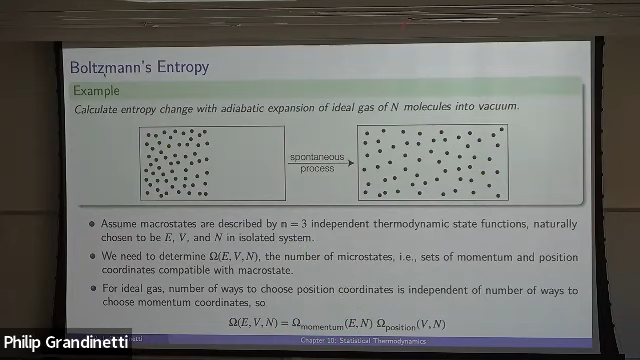 Boltzmann's Entropy
Example
Calculate entropy change with adiabatic expansion of ideal gas of N molecules into vacuum.
spontaneous
process
Assume macrostates are described by n = 3 independent thermodynamic state functions, naturally
chosen to be E, V, and N in isolated system.
We need to determine Ω(E, V, N), the number of microstates, i.e., sets of momentum and position
coordinates compatible with macrostate.
For ideal gas, number of ways to choose position coordinates is independent of number of ways to
choose momentum coordinates, so
Ω(E, V, N) = Ωmomentum(E, N) Ωposition(V, N)
Philip Grandinetti
Chapter 10: Statistical Thermodynamics